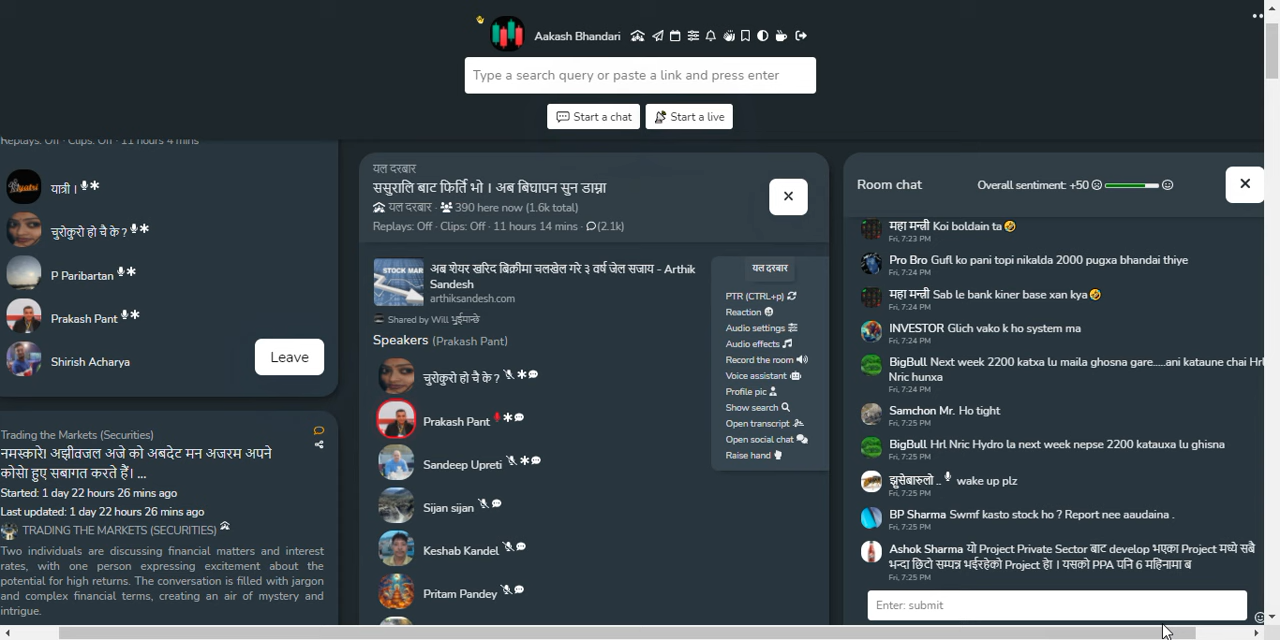 Aakash Bhandari
Type a search query or paste a link and press enter
Start a chat
Start a live
Replays: Off · Clips: Off · 11 hours 4 mins
यात्री ।
चुरोकुरो हो चै के ?
P Paribartan
Prakash Pant
Shirish Acharya
Leave
Trading the Markets (Securities)
नमस्कारे। अझीवजल अजे को अबदेट मन अजरम अपने
कोसेा हुए सबागत करते हैं। ...
Started: 1 day 22 hours 26 mins ago
Last updated: 1 day 22 hours 26 mins ago
TRADING THE MARKETS (SECURITIES)
Two individuals are discussing financial matters and interest
rates, with one person expressing excitement about the
potential for high returns. The conversation is filled with jargon
and complex financial terms, creating an air of mystery and
intrigue.
यल दरबार
ससुरालि बाट फिर्ति भो । अब बिघापन सुन डाम्ना
यल दरबार · 390 here now (1.6k total)
Replays: Off · Clips: Off · 11 hours 14 mins · (2.1k)
अब शेयर खरिद बिक्रीमा चलखेल गरे ३ वर्ष जेल सजाय - Arthik
Sandesh
arthiksandesh.com
Shared by Will भुईमान्छे
Speakers (Prakash Pant)
चुरोकुरो हो चै के ?
Prakash Pant
Sandeep Upreti
Sijan sijan
Keshab Kandel
Pritam Pandey
यल दरबार
PTR (CTRL+p)
Reaction
Audio settings
Audio effects
Record the room
Voice assistant
Profile pic
Show search
Open transcript
Open social chat
Raise hand
Room chat
Overall sentiment: +50
महा मन्त्री Koi boldain ta
Fri, 7:23 PM
Pro Bro Gufl ko pani topi nikalda 2000 pugxa bhandai thiye
Fri, 7:24 PM
महा मन्त्री Sab le bank kiner base xan kya
Fri, 7:24 PM
INVESTOR Glich vako k ho system ma
Fri, 7:24 PM
BigBull Next week 2200 katxa lu maila ghosna gare.....ani kataune chai Hrl
Nric hunxa
Fri, 7:24 PM
Samchon Mr. Ho tight
Fri, 7:25 PM
BigBull Hrl Nric Hydro la next week nepse 2200 katauxa lu ghisna
Fri, 7:25 PM
झुसेबारुलो .. wake up plz
Fri, 7:25 PM
BP Sharma Swmf kasto stock ho ? Report nee aaudaina .
Fri, 7:25 PM
Ashok Sharma यो Project Private Sector बाट develop भएका Project मध्ये सबै
भन्दा छिटो सम्पन्न भईरहेको Project हेा । यसको PPA पनि 6 महिनामा ब
Fri, 7:25 PM
Enter: submit